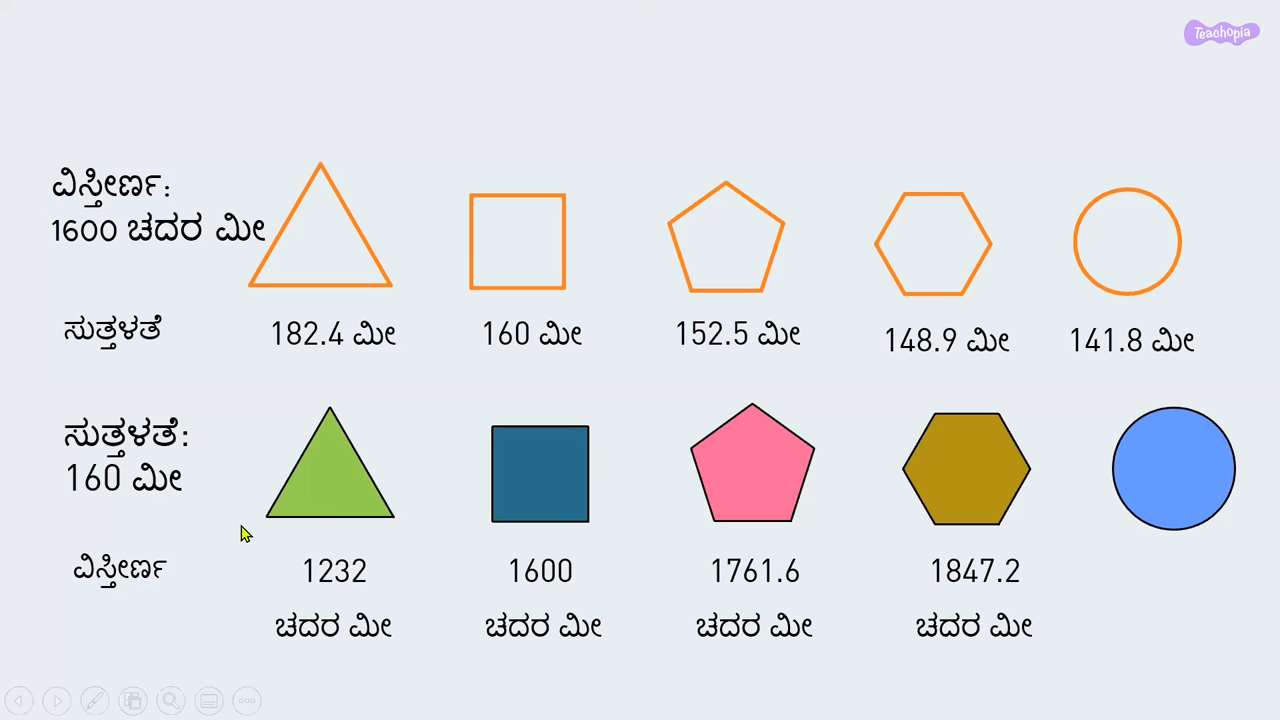 Teachopia
ವಿಸ್ತೀರ್ಣ:
1600 ಚದರ ಮೀ
ಸುತ್ತಳತೆ 182.4 ಮೀ 160 ಮೀ 152.5 ಮೀ 148.9 ಮೀ 141.8 ಮೀ
ಸುತ್ತಳತೆ:
160 ಮೀ
ವಿಸ್ತೀರ್ಣ 1232 1600 1761.6 1847.2
ಚದರ ಮೀ ಚದರ ಮೀ ಚದರ ಮೀ ಚದರ ಮೀ